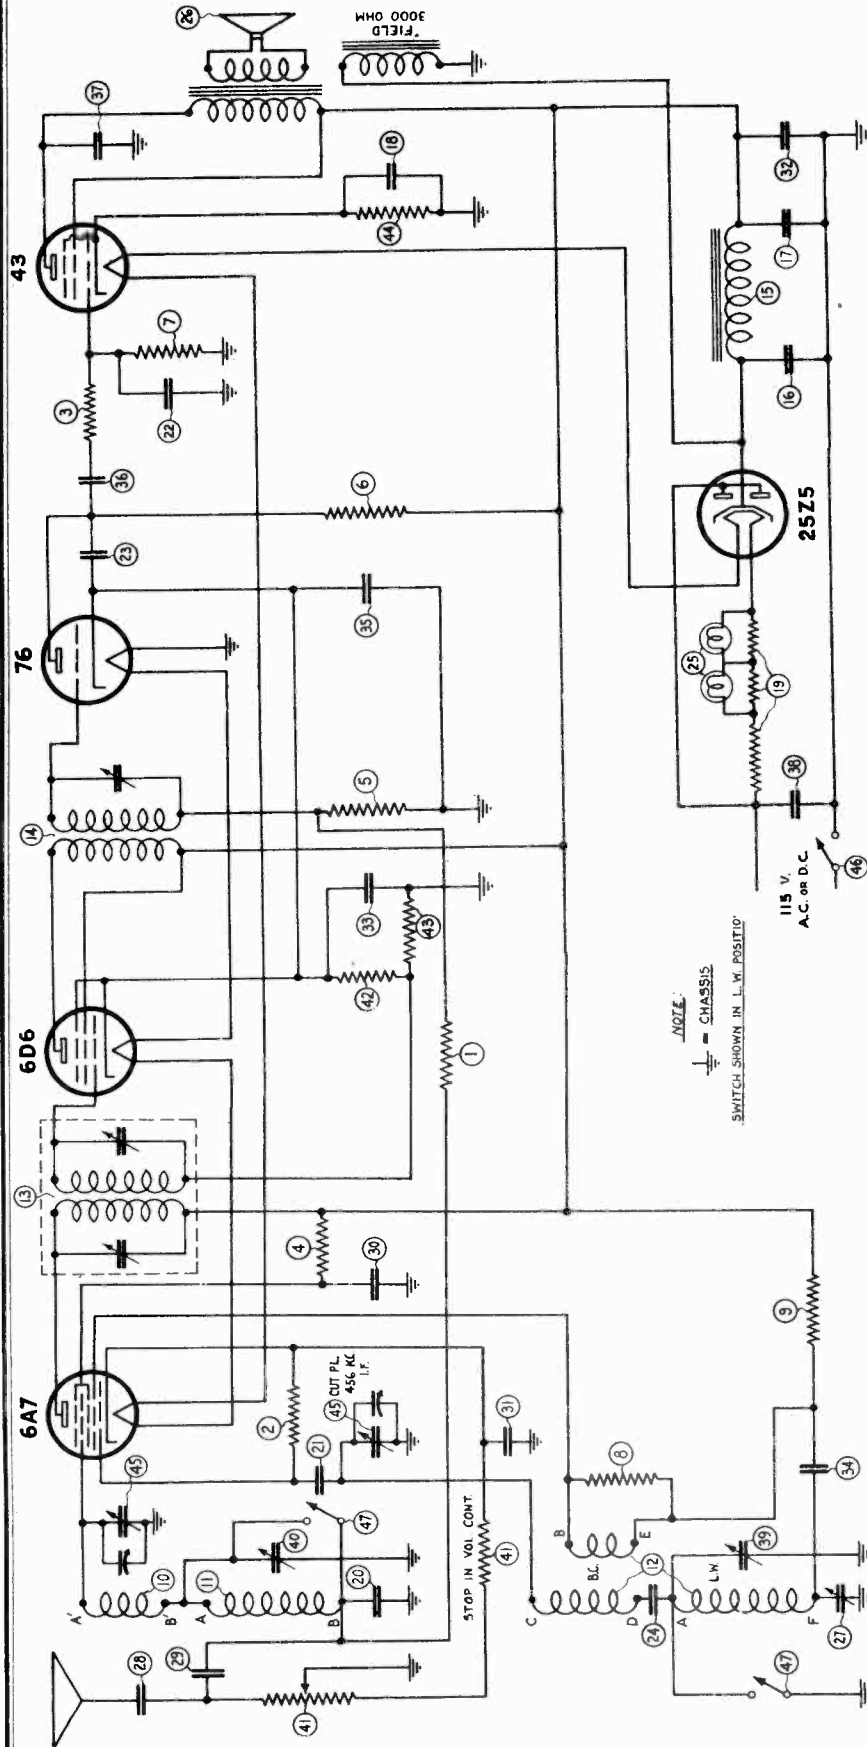 6A7
6D6
76
43
13
14
45
10
11
A'
B'
A
B
40
47
20
28
29
41
STOP IN VOL. CONT.
41
2
21
45
CUT PL.
456 KC
I.F.
31
4
30
1
42
33
43
5
35
23
36
3
22
7
6
44
18
37
26
"FIELD
3000 OHM
C
D
24
A
F
27
12
B.C.
L.W.
B
E
8
39
34
9
47
NOTE:
= CHASSIS
SWITCH SHOWN IN L.W. POSITIO
115 V.
A.C. OR D.C.
46
38
19
25
25Z5
16
15
17
32